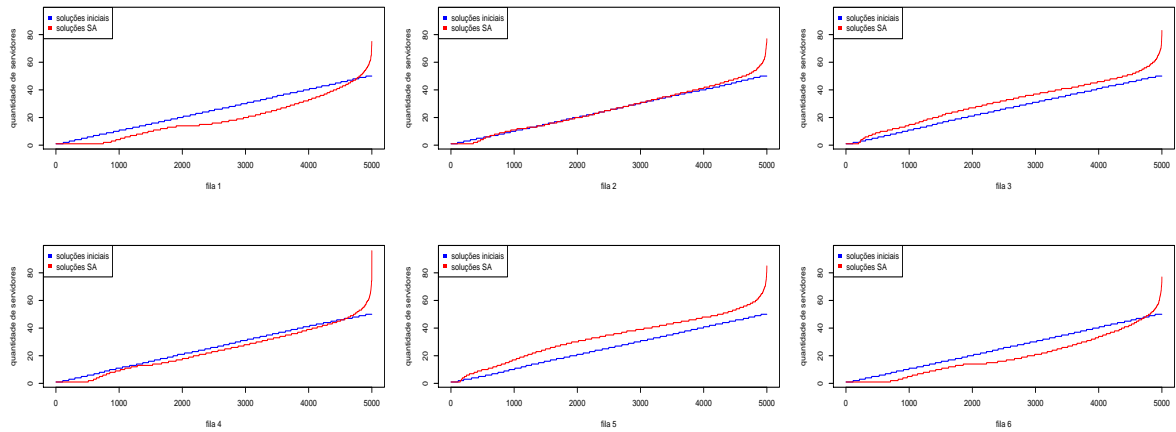 soluções iniciais
soluções SA
quantidade de servidores
0 20 40 60 80
0 1000 2000 3000 4000 5000
fila 1
soluções iniciais
soluções SA
quantidade de servidores
0 20 40 60 80
0 1000 2000 3000 4000 5000
fila 2
soluções iniciais
soluções SA
quantidade de servidores
0 20 40 60 80
0 1000 2000 3000 4000 5000
fila 3
soluções iniciais
soluções SA
quantidade de servidores
0 20 40 60 80
0 1000 2000 3000 4000 5000
fila 4
soluções iniciais
soluções SA
quantidade de servidores
0 20 40 60 80
0 1000 2000 3000 4000 5000
fila 5
soluções iniciais
soluções SA
quantidade de servidores
0 20 40 60 80
0 1000 2000 3000 4000 5000
fila 6